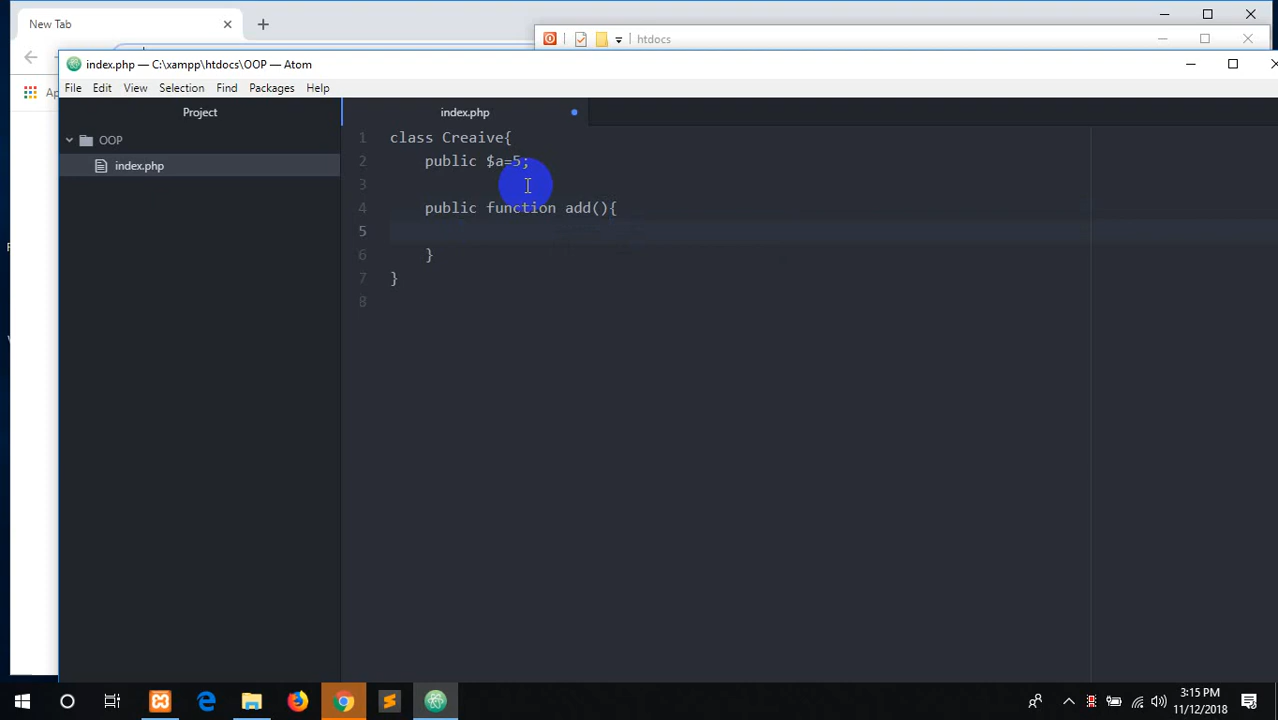 New Tab
htdocs
index.php — C:\xampp\htdocs\OOP — Atom
Ap
File Edit View Selection Find Packages Help
Project
index.php
OOP
index.php
1 class Creaive{
2 public $a=5;
3
4 public function add(){
5
6 }
7 }
8
3:15 PM
11/12/2018